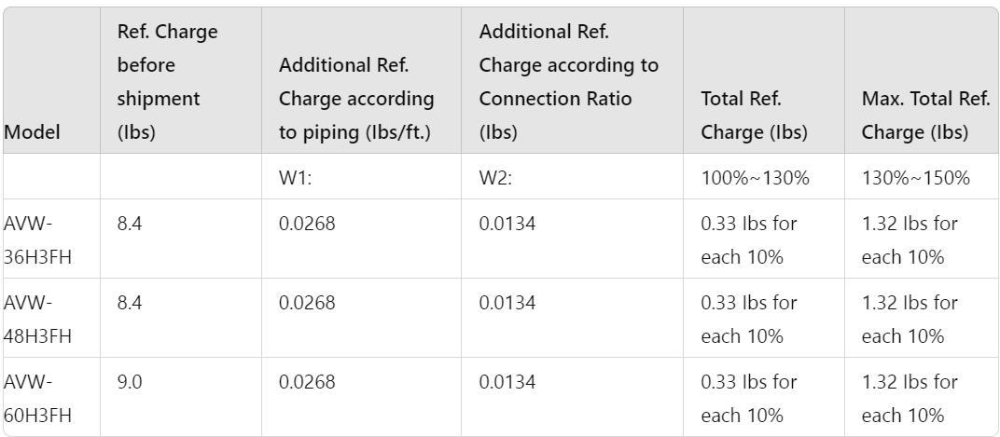 Model
Ref. Charge
before
shipment
(lbs)
Additional Ref.
Charge according
to piping (lbs/ft.)
Additional Ref.
Charge according to
Connection Ratio
(lbs)
Total Ref.
Charge (lbs)
Max. Total Ref.
Charge (lbs)
W1:
W2:
100%~130%
130%~150%
AVW-
36H3FH
8.4
0.0268
0.0134
0.33 lbs for
each 10%
1.32 lbs for
each 10%
AVW-
48H3FH
8.4
0.0268
0.0134
0.33 lbs for
each 10%
1.32 lbs for
each 10%
AVW-
60H3FH
9.0
0.0268
0.0134
0.33 lbs for
each 10%
1.32 lbs for
each 10%